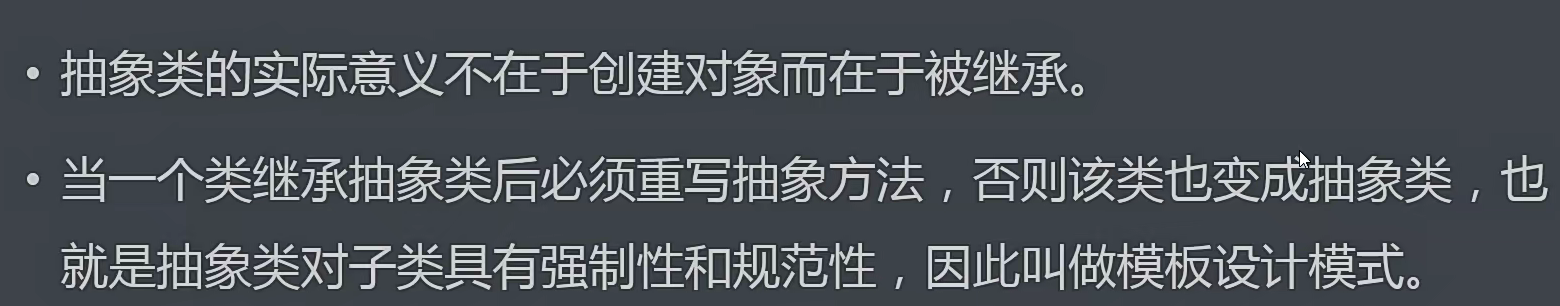 • 抽象类的实际意义不在于创建对象而在于被继承。
• 当一个类继承抽象类后必须重写抽象方法，否则该类也变成抽象类，也
就是抽象类对子类具有强制性和规范性，因此叫做模板设计模式。